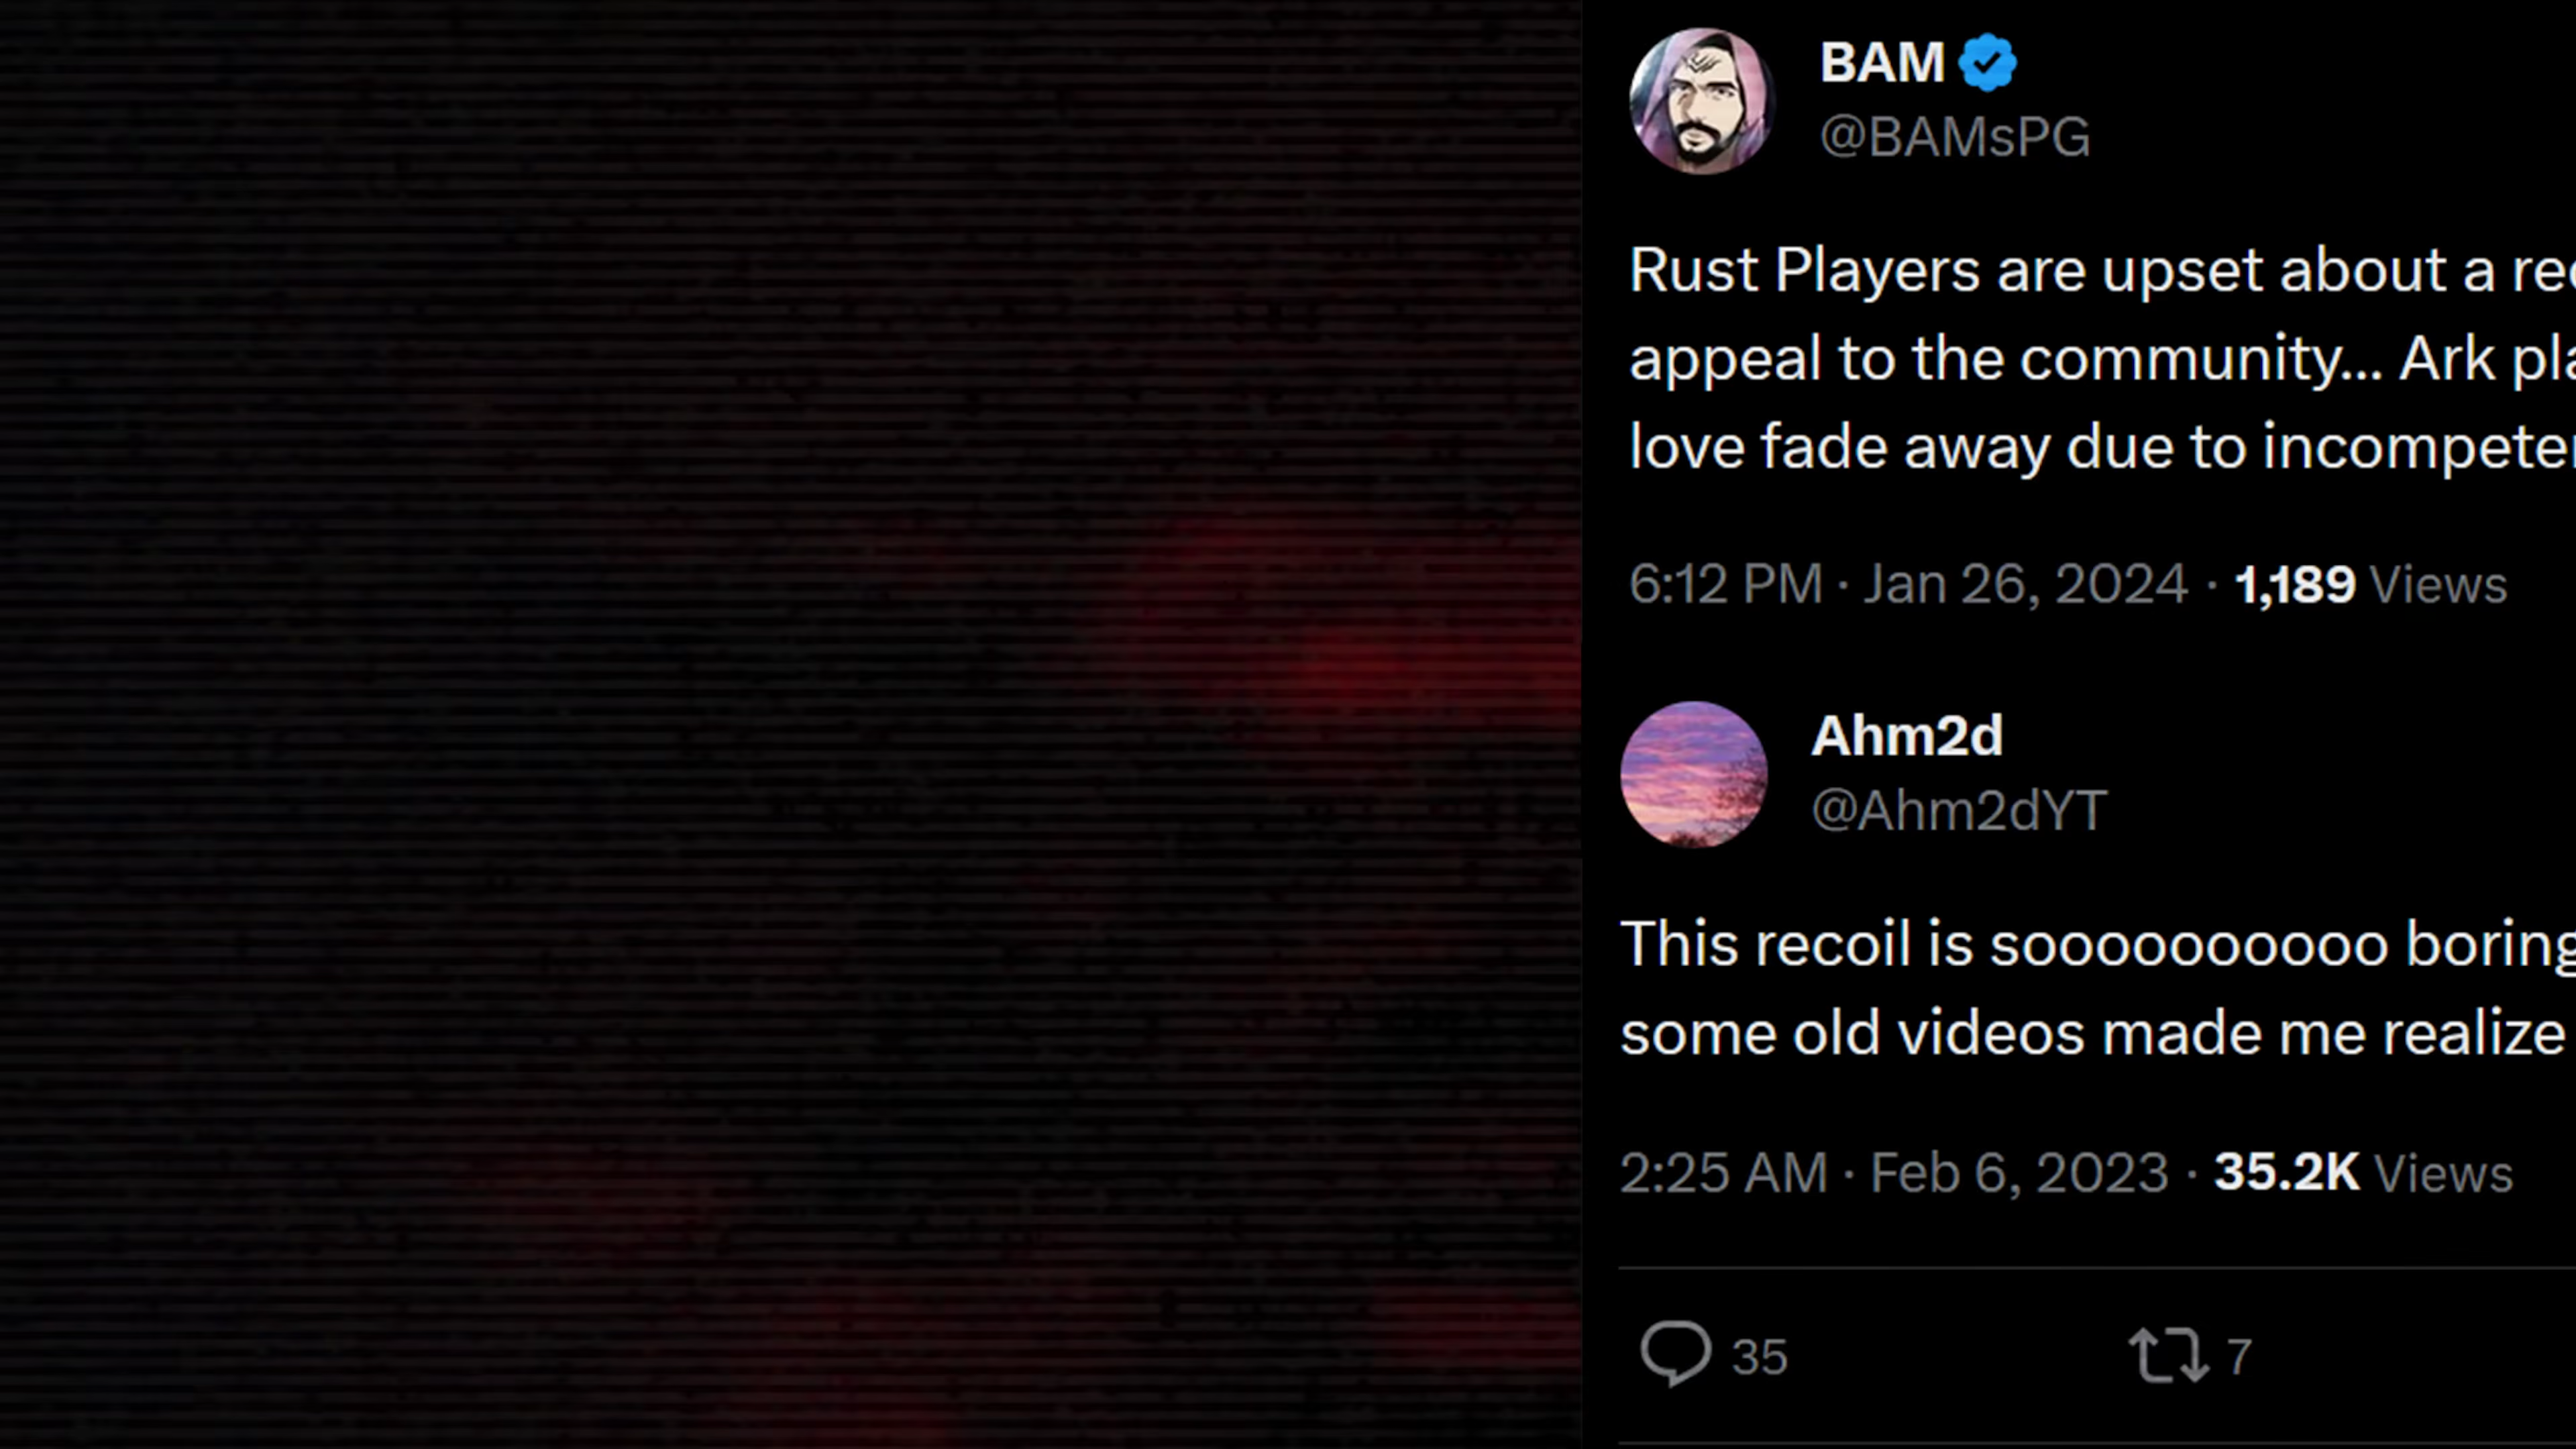 BAM
@BAMsPG
Rust Players are upset about a
appeal to the community... Ark
love fade away due to
6:12 PM · Jan 26, 2024 · 1,189 Views
Ahm2d
@Ahm2dYT
This recoil is soooooooooo boring
some old videos made me realize
2:25 AM · Feb 6, 2023 · 35.2K Views
35
7